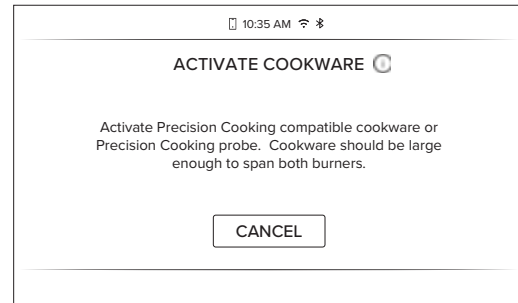 10:35 AM
ACTIVATE COOKWARE
Activate Precision Cooking compatible cookware or
Precision Cooking probe.  Cookware should be large
enough to span both burners.
CANCEL